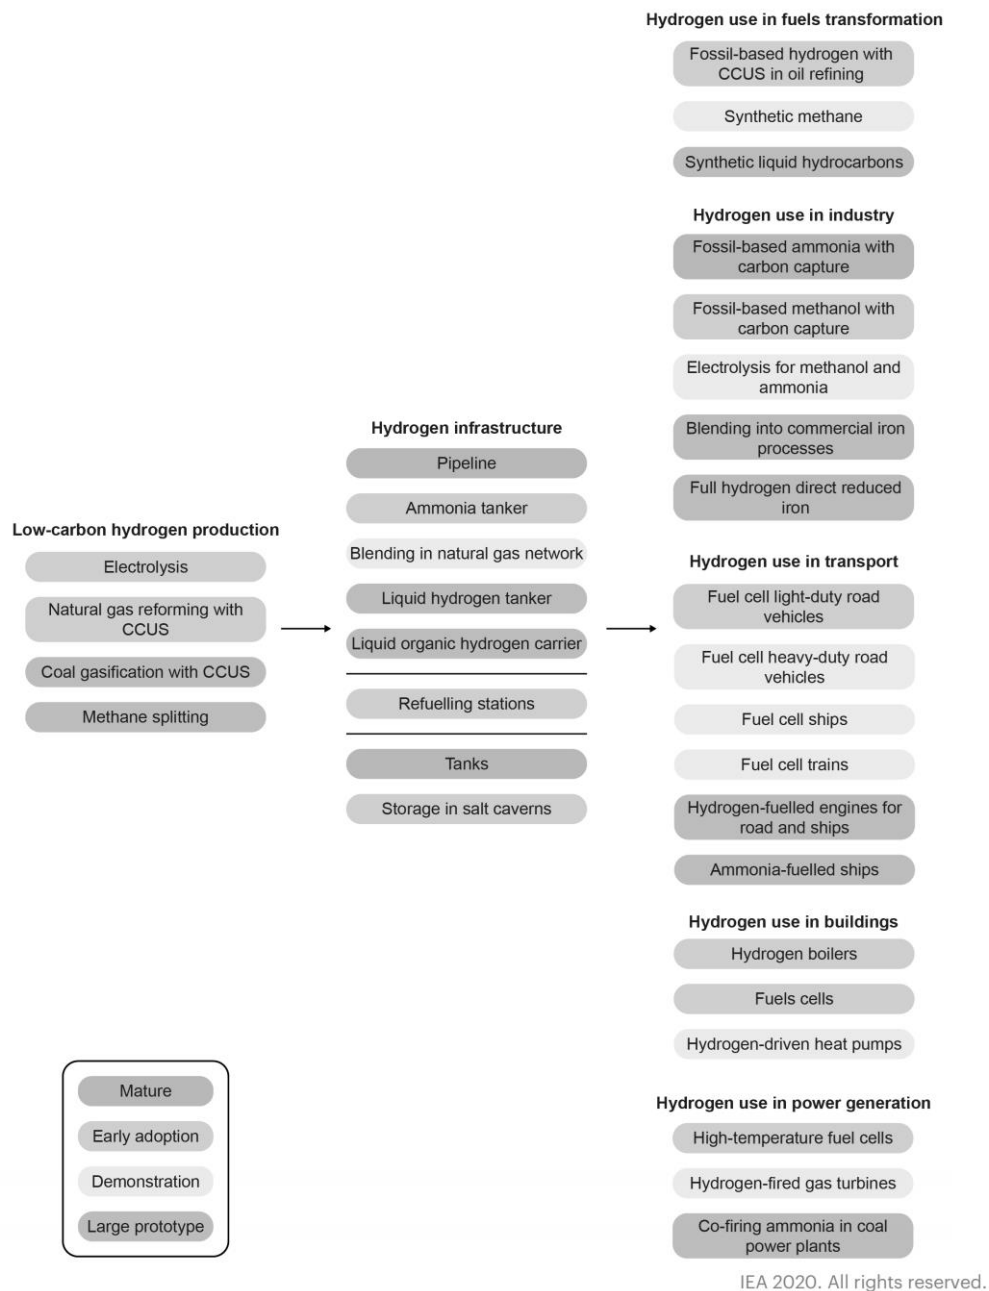 Low-carbon hydrogen production
Electrolysis
Natural gas reforming with
CCUS
Coal gasification with CCUS
Methane splitting
Hydrogen infrastructure
Pipeline
Ammonia tanker
Blending in natural gas network
Liquid hydrogen tanker
Liquid organic hydrogen carrier
Refuelling stations
Tanks
Storage in salt caverns
Hydrogen use in fuels transformation
Fossil-based hydrogen with
CCUS in oil refining
Synthetic methane
Synthetic liquid hydrocarbons
Hydrogen use in industry
Fossil-based ammonia with
carbon capture
Fossil-based methanol with
carbon capture
Electrolysis for methanol and
ammonia
Blending into commercial iron
processes
Full hydrogen direct reduced
iron
Hydrogen use in transport
Fuel cell light-duty road
vehicles
Fuel cell heavy-duty road
vehicles
Fuel cell ships
Fuel cell trains
Hydrogen-fuelled engines for
road and ships
Ammonia-fuelled ships
Hydrogen use in buildings
Hydrogen boilers
Fuels cells
Hydrogen-driven heat pumps
Hydrogen use in power generation
High-temperature fuel cells
Hydrogen-fired gas turbines
Co-firing ammonia in coal
power plants
Mature
Early adoption
Demonstration
Large prototype
IEA 2020. All rights reserved.